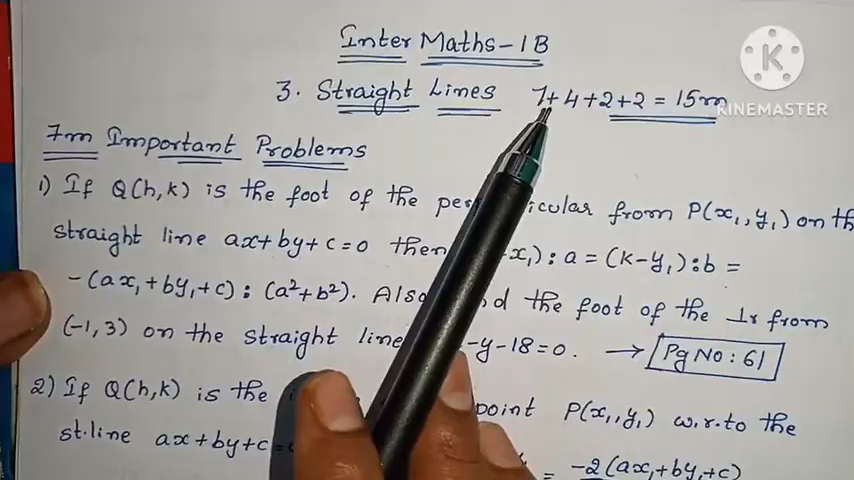 Inter Maths-1B
3. Straight Lines 7+4+2+2 = 15m
KINEMASTER
7m Important Problems
1) If Q(h,k) is the foot of the per icular from P(x₁,y₁) on the
straight line ax+by+c=0 then x₁):a = (k-y₁):b =
-(ax₁+by₁+c) : (a²+b²). Also d the foot of the ⊥r from
(-1,3) on the straight line -y-18=0. → Pg No: 61
2) If Q(h,k) is the point P(x₁,y₁) w.r.to the
st.line ax+by+c = -2(ax₁+by₁+c)